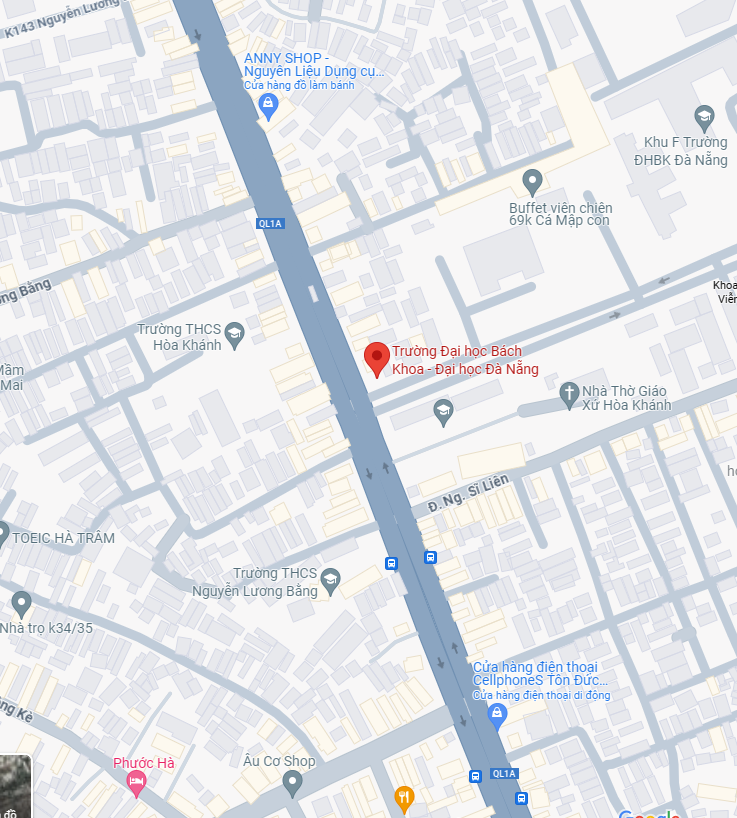 K143 Nguyễn Lương
ANNY SHOP -
Nguyên Liệu Dụng cụ...
Cửa hàng đồ làm bánh
Khu F Trường
ĐHBK Đà Nẵng
Buffet viên chiên
69k Cá Mập con
QL1A
ng Bằng
Khoa
Viễn
Trường THCS
Hòa Khánh
Trường Đại học Bách
Khoa - Đại học Đà Nẵng
Mầm
Mai
Nhà Thờ Giáo
Xứ Hòa Khánh
Đ. Ng. Sĩ Liên
TOEIC HÀ TRÂM
Trường THCS
Nguyễn Lương Bằng
Nhà trọ k34/35
Cửa hàng điện thoại
CellphoneS Tôn Đức...
Cửa hàng điện thoại di động
ng Kè
Phước Hà
Âu Cơ Shop
QL1A
đồ
Google